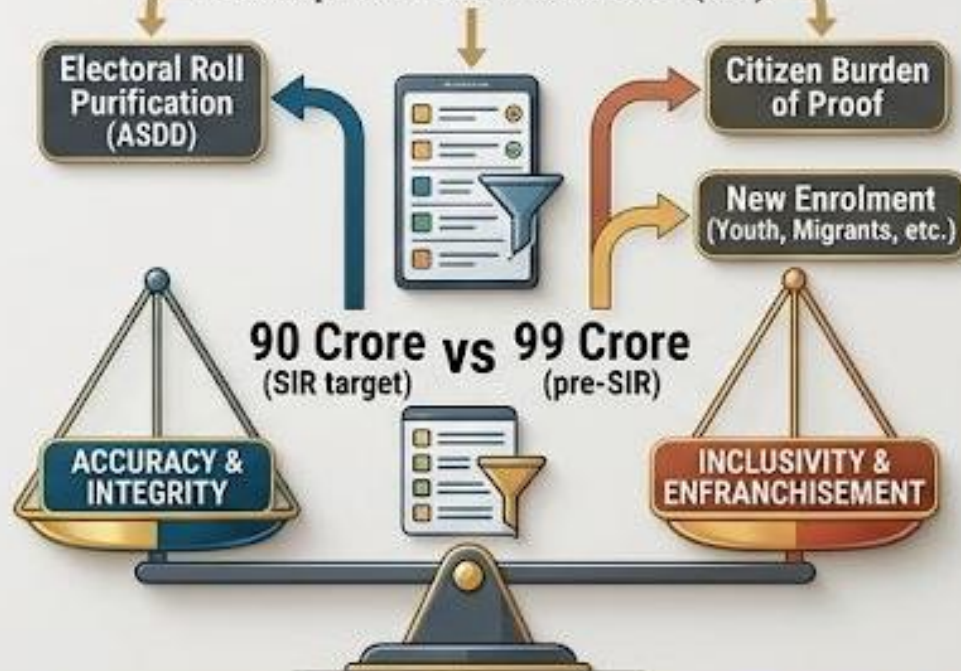 Electoral Roll
Purification
(ASDD)
Citizen Burden
of Proof
New Enrolment
(Youth, Migrants, etc.)
90 Crore vs 99 Crore
(SIR target) (pre-SIR)
ACCURACY &
INTEGRITY
INCLUSIVITY &
ENFRANCHISEMENT